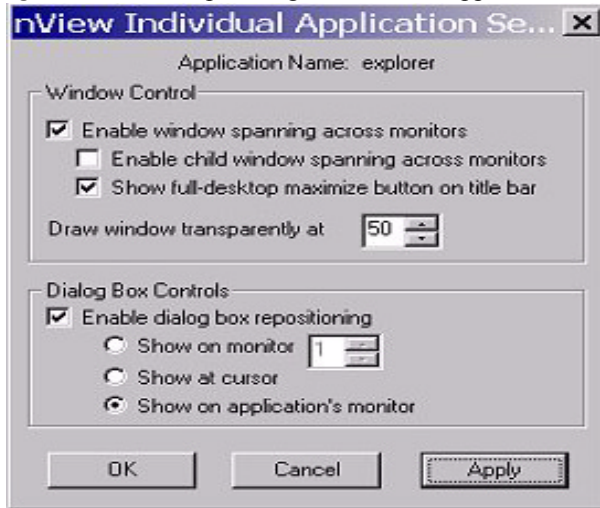 nView Individual Application Se...
Application Name: explorer
Window Control
Enable window spanning across monitors
Enable child window spanning across monitors
Show full-desktop maximize button on title bar
Draw window transparently at 50
Dialog Box Controls
Enable dialog box repositioning
Show on monitor 1
Show at cursor
Show on application's monitor
OK Cancel Apply